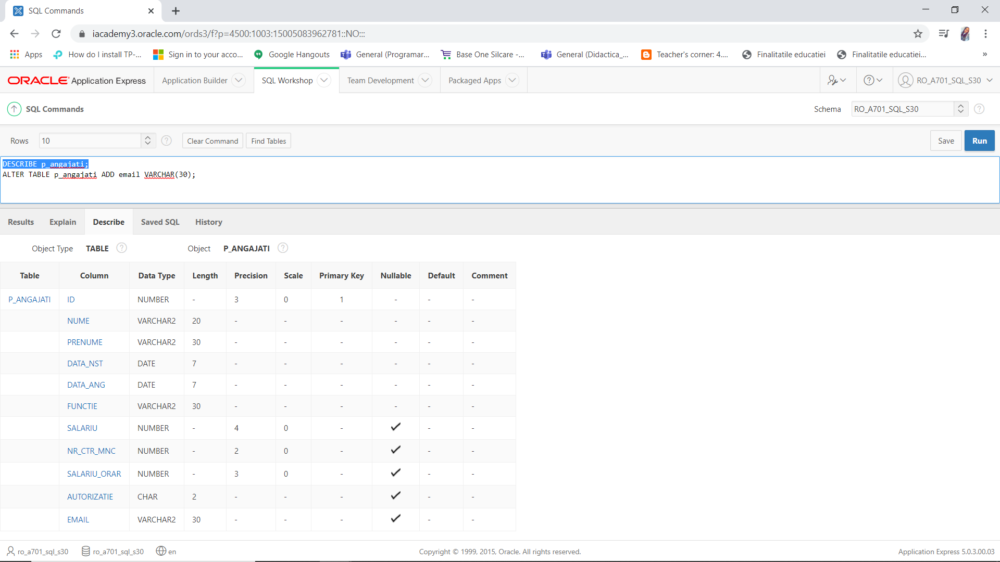 SQL Commands
iacademy3.oracle.com/ords3/f?p=4500:1003:15005083962781::NO:::
Apps How do I install TP-... Sign in to your acco... Google Hangouts General (Programar... Base One Silcare -... General (Didactica_... Teacher's corner: 4.... Finalitatile educatiei Finalitatile educatiei... »
ORACLE Application Express Application Builder SQL Workshop Team Development Packaged Apps RO_A701_SQL_S30
SQL Commands Schema RO_A701_SQL_S30
Rows 10 Clear Command Find Tables Save Run
DESCRIBE p_angajati;
ALTER TABLE p_angajati ADD email VARCHAR(30);
Results Explain Describe Saved SQL History
Object Type TABLE Object P_ANGAJATI
Table Column Data Type Length Precision Scale Primary Key Nullable Default Comment
P_ANGAJATI ID NUMBER - 3 0 1 - - -
NUME VARCHAR2 20 - - - - - -
PRENUME VARCHAR2 30 - - - - - -
DATA_NST DATE 7 - - - - - -
DATA_ANG DATE 7 - - - - - -
FUNCTIE VARCHAR2 30 - - - - - -
SALARIU NUMBER - 4 0 - ✓ - -
NR_CTR_MNC NUMBER - 2 0 - ✓ - -
SALARIU_ORAR NUMBER - 3 0 - ✓ - -
AUTORIZATIE CHAR 2 - - - ✓ - -
EMAIL VARCHAR2 30 - - - ✓ - -
ro_a701_sql_s30 ro_a701_sql_s30 en Copyright © 1999, 2015, Oracle. All rights reserved. Application Express 5.0.3.00.03